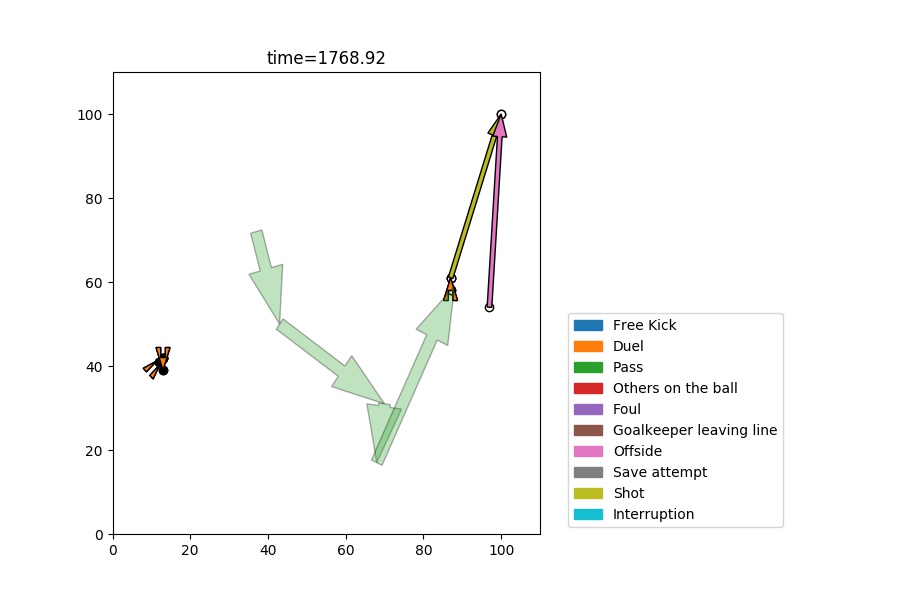 time=1768.92
100
80
60
40
20
0
0 20 40 60 80 100
Free Kick
Duel
Pass
Others on the ball
Foul
Goalkeeper leaving line
Offside
Save attempt
Shot
Interruption